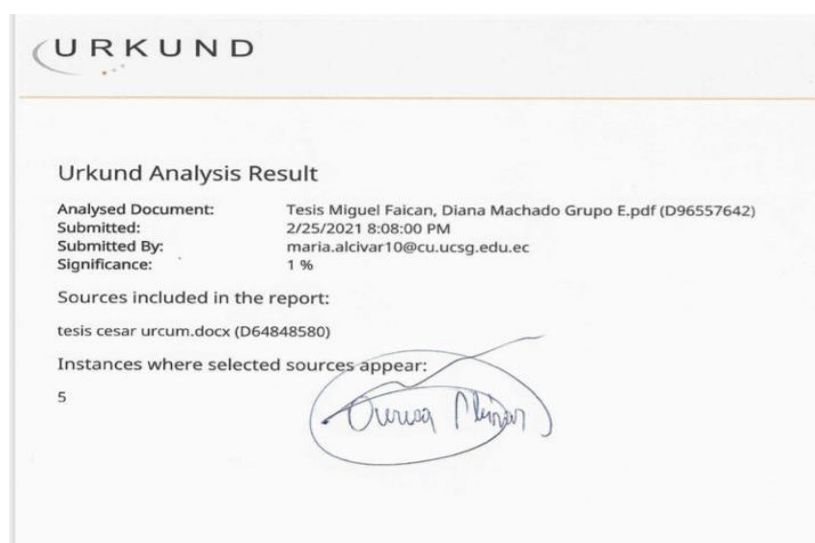 URKUND
Urkund Analysis Result
Analysed Document: Tesis Miguel Faican, Diana Machado Grupo E.pdf (D96557642)
Submitted: 2/25/2021 8:08:00 PM
Submitted By: maria.alcivar10@cu.ucsg.edu.ec
Significance: 1 %
Sources included in the report:
tesis cesar urcum.docx (D64848580)
Instances where selected sources appear:
5